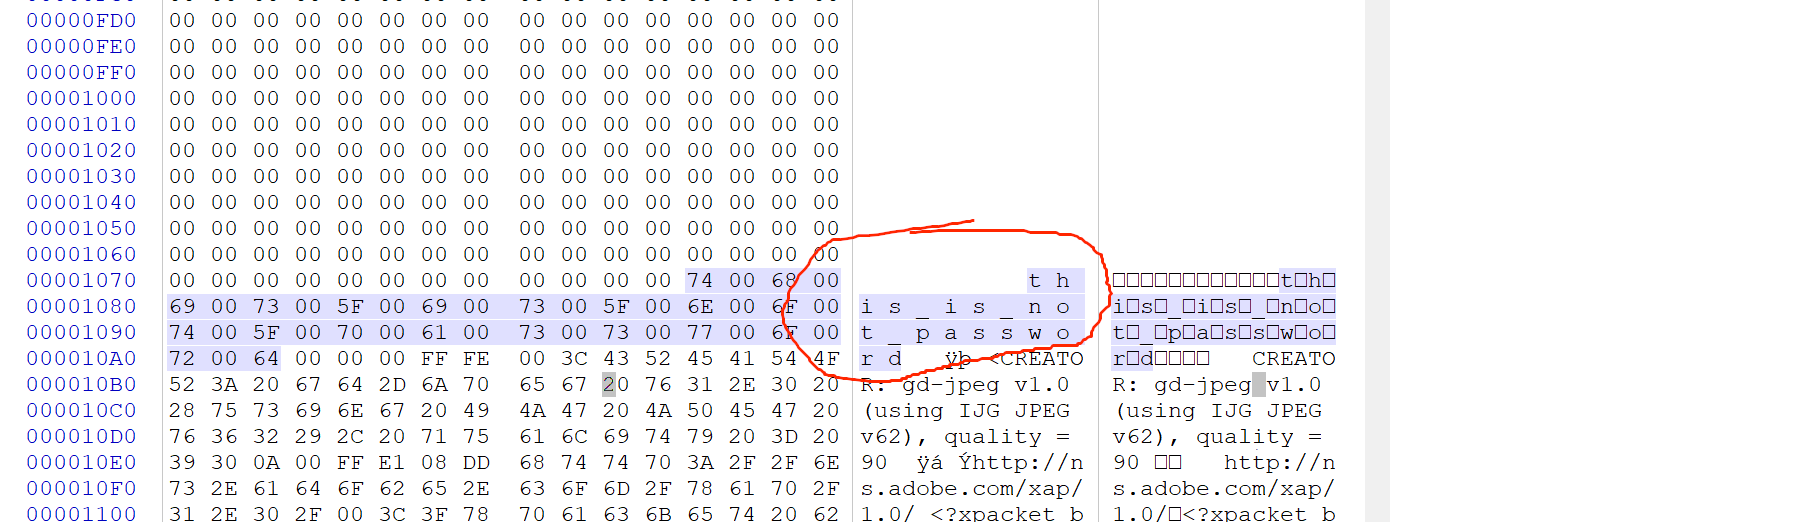 00000FD0 00 00 00 00 00 00 00 00 00 00 00 00 00 00 00 00
00000FE0 00 00 00 00 00 00 00 00 00 00 00 00 00 00 00 00
00000FF0 00 00 00 00 00 00 00 00 00 00 00 00 00 00 00 00
00001000 00 00 00 00 00 00 00 00 00 00 00 00 00 00 00 00
00001010 00 00 00 00 00 00 00 00 00 00 00 00 00 00 00 00
00001020 00 00 00 00 00 00 00 00 00 00 00 00 00 00 00 00
00001030 00 00 00 00 00 00 00 00 00 00 00 00 00 00 00 00
00001040 00 00 00 00 00 00 00 00 00 00 00 00 00 00 00 00
00001050 00 00 00 00 00 00 00 00 00 00 00 00 00 00 00 00
00001060 00 00 00 00 00 00 00 00 00 00 00 00 00 00 00 00
00001070 00 00 00 00 00 00 00 00 00 00 00 00 74 00 68 00 t h □□□□□□□□□□□□t□h□
00001080 69 00 73 00 5F 00 69 00 73 00 5F 00 6E 00 6F 00 i s _ i s _ n o i□s□_□i□s□_□n□o□
00001090 74 00 5F 00 70 00 61 00 73 00 73 00 77 00 6F 00 t _ p a s s w o t□_□p□a□s□s□w□o□
000010A0 72 00 64 00 00 00 FF FE 00 3C 43 52 45 41 54 4F r d ÿþ <CREATO r□d□□□□ CREATO
000010B0 52 3A 20 67 64 2D 6A 70 65 67 20 76 31 2E 30 20 R: gd-jpeg v1.0 R: gd-jpeg v1.0
000010C0 28 75 73 69 6E 67 20 49 4A 47 20 4A 50 45 47 20 (using IJG JPEG (using IJG JPEG
000010D0 76 36 32 29 2C 20 71 75 61 6C 69 74 79 20 3D 20 v62), quality = v62), quality =
000010E0 39 30 0A 00 FF E1 08 DD 68 74 74 70 3A 2F 2F 6E 90 ÿá Ýhttp://n 90 □□ http://n
000010F0 73 2E 61 64 6F 62 65 2E 63 6F 6D 2F 78 61 70 2F s.adobe.com/xap/ s.adobe.com/xap/
00001100 31 2E 30 2F 00 3C 3F 78 70 61 63 6B 65 74 20 62 1.0/ <?xpacket b 1.0/□<?xpacket b